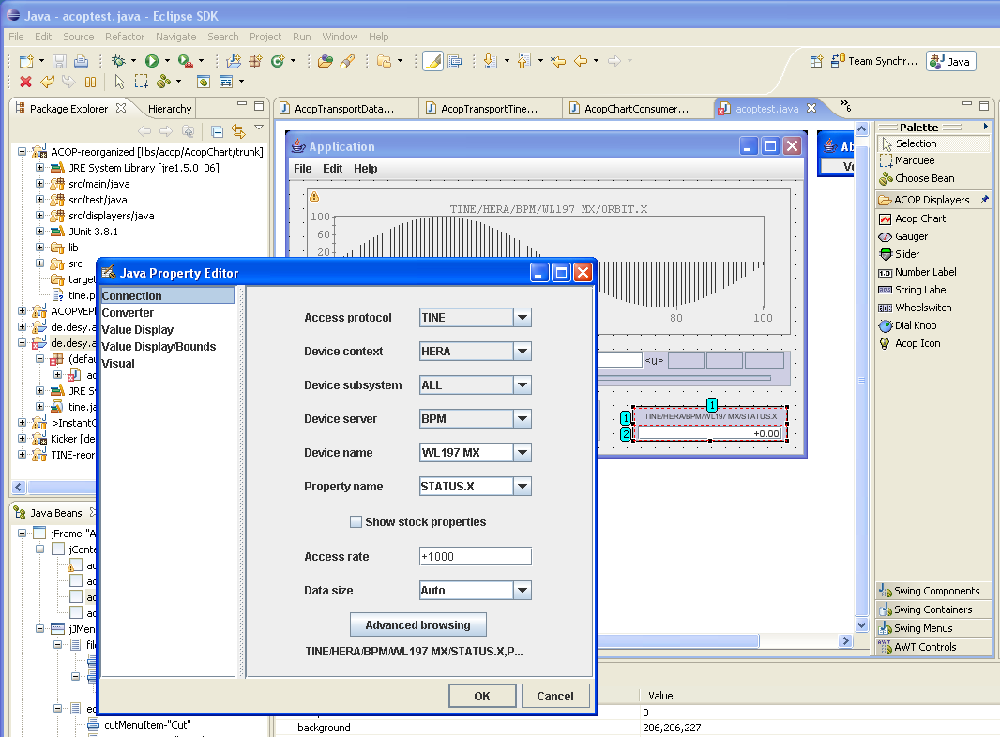 Java - acoptest.java - Eclipse SDK
File Edit Source Refactor Navigate Search Project Run Window Help
Team Synchr... Java
Package Explorer Hierarchy
AcopTransportData... AcopTransportTine... AcopChartConsumer... acoptest.java 6
ACOP-reorganized [libs/acop/AcopChart/trunk]
JRE System Library [jre1.5.0_06]
src/main/java
src/test/java
src/displayers/java
JUnit 3.8.1
lib
src
target
tine.p
ACOPVEP
de.desy.a
de.desy.a
(defau
ac
JRE S
tine.ja
>InstantC
Kicker [de
TINE-reor
Application
File Edit Help
TINE/HERA/BPM/WL197 MX/ORBIT.X
100
60
20
80 100
<u>
1
1
2
TINE/HERA/BPM/WL197 MX/STATUS.X
+0.00
Palette
Selection
Marquee
Choose Bean
ACOP Displayers
Acop Chart
Gauger
Slider
Number Label
String Label
Wheelswitch
Dial Knob
Acop Icon
Swing Components
Swing Containers
Swing Menus
AWT Controls
Java Property Editor
Connection
Converter
Value Display
Value Display/Bounds
Visual
Access protocol TINE
Device context HERA
Device subsystem ALL
Device server BPM
Device name WL197 MX
Property name STATUS.X
Show stock properties
Access rate +1000
Data size Auto
Advanced browsing
TINE/HERA/BPM/WL197 MX/STATUS.X,P...
OK Cancel
Java Beans
jFrame-"A
jConte
ac
ac
ac
ac
jJMen
file
ec
cutMenuItem-"Cut"
Value
0
background 206,206,227